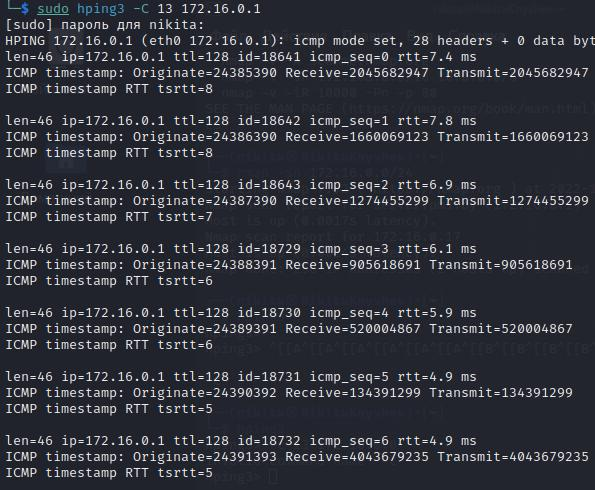 $ sudo hping3 -C 13 172.16.0.1
[sudo] пароль для nikita:
HPING 172.16.0.1 (eth0 172.16.0.1): icmp mode set, 28 headers + 0 data byt
len=46 ip=172.16.0.1 ttl=128 id=18641 icmp_seq=0 rtt=7.4 ms
ICMP timestamp: Originate=24385390 Receive=2045682947 Transmit=2045682947
ICMP timestamp RTT tsrtt=8
len=46 ip=172.16.0.1 ttl=128 id=18642 icmp_seq=1 rtt=7.8 ms
ICMP timestamp: Originate=24386390 Receive=1660069123 Transmit=1660069123
ICMP timestamp RTT tsrtt=8
len=46 ip=172.16.0.1 ttl=128 id=18643 icmp_seq=2 rtt=6.9 ms
ICMP timestamp: Originate=24387390 Receive=1274455299 Transmit=1274455299
ICMP timestamp RTT tsrtt=7
len=46 ip=172.16.0.1 ttl=128 id=18729 icmp_seq=3 rtt=6.1 ms
ICMP timestamp: Originate=24388391 Receive=905618691 Transmit=905618691
ICMP timestamp RTT tsrtt=6
len=46 ip=172.16.0.1 ttl=128 id=18730 icmp_seq=4 rtt=5.9 ms
ICMP timestamp: Originate=24389391 Receive=520004867 Transmit=520004867
ICMP timestamp RTT tsrtt=6
len=46 ip=172.16.0.1 ttl=128 id=18731 icmp_seq=5 rtt=4.9 ms
ICMP timestamp: Originate=24390392 Receive=134391299 Transmit=134391299
ICMP timestamp RTT tsrtt=5
len=46 ip=172.16.0.1 ttl=128 id=18732 icmp_seq=6 rtt=4.9 ms
ICMP timestamp: Originate=24391393 Receive=4043679235 Transmit=4043679235
ICMP timestamp RTT tsrtt=5